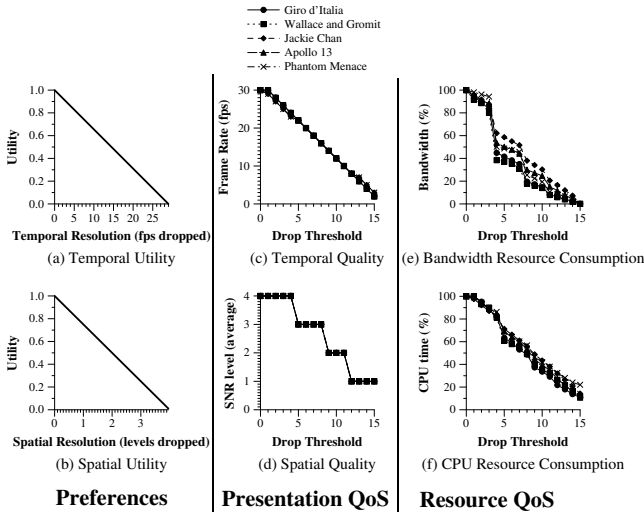 Giro d'Italia
Wallace and Gromit
Jackie Chan
Apollo 13
Phantom Menace
1.0
0.8
0.6
0.4
0.2
0.0
Utility
0 5 10 15 20 25
Temporal Resolution (fps dropped)
(a) Temporal Utility
30
20
10
0
Frame Rate (fps)
0 5 10 15
Drop Threshold
(c) Temporal Quality
100
80
60
40
20
0
Bandwidth (%)
0 5 10 15
Drop Threshold
(e) Bandwidth Resource Consumption
1.0
0.8
0.6
0.4
0.2
0.0
Utility
0 1 2 3
Spatial Resolution (levels dropped)
(b) Spatial Utility
4
3
2
1
0
SNR level (average)
0 5 10 15
Drop Threshold
(d) Spatial Quality
100
80
60
40
20
0
CPU time (%)
0 5 10 15
Drop Threshold
(f) CPU Resource Consumption
Preferences
Presentation QoS
Resource QoS